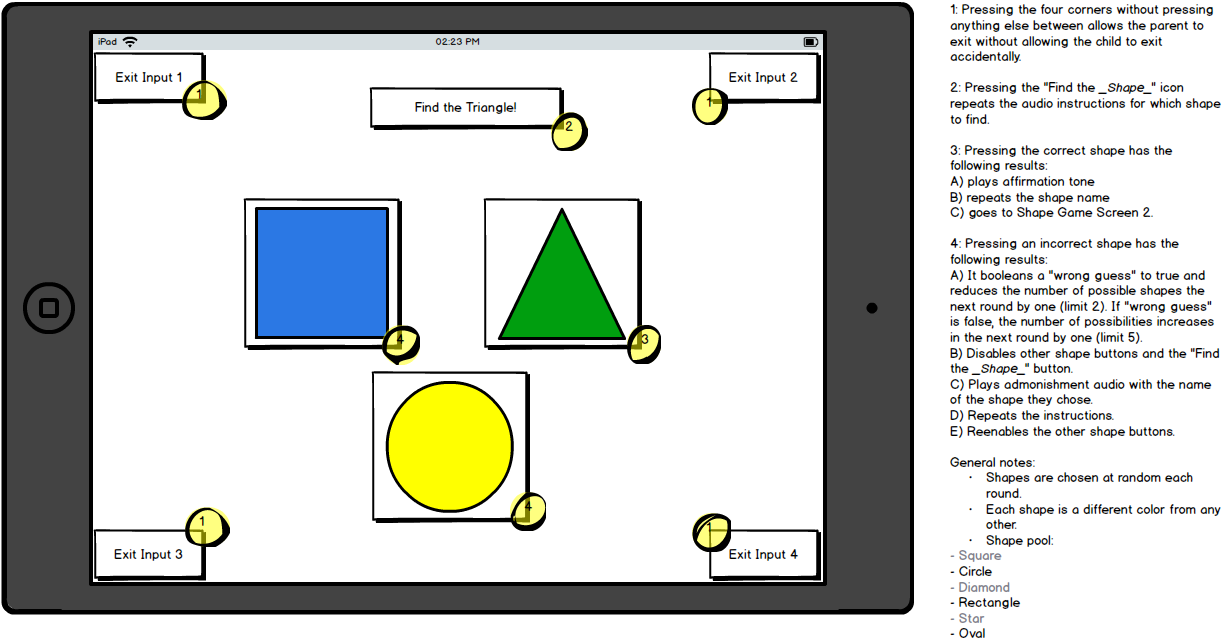 iPad
02:23 PM
Exit Input 1
1
Exit Input 2
1
Find the Triangle!
2
4
3
4
1
Exit Input 3
1
Exit Input 4
1: Pressing the four corners without pressing
anything else between allows the parent to
exit without allowing the child to exit
accidentally.
2: Pressing the "Find the _Shape_" icon
repeats the audio instructions for which shape
to find.
3: Pressing the correct shape has the
following results:
A) plays affirmation tone
B) repeats the shape name
C) goes to Shape Game Screen 2.
4: Pressing an incorrect shape has the
following results:
A) It booleans a "wrong guess" to true and
reduces the number of possible shapes the
next round by one (limit 2). If "wrong guess"
is false, the number of possibilities increases
in the next round by one (limit 5).
B) Disables other shape buttons and the "Find
the _Shape_" button.
C) Plays admonishment audio with the name
of the shape they chose.
D) Repeats the instructions.
E) Reenables the other shape buttons.
General notes:
· Shapes are chosen at random each
round.
· Each shape is a different color from any
other.
· Shape pool:
- Square
- Circle
- Diamond
- Rectangle
- Star
- Oval